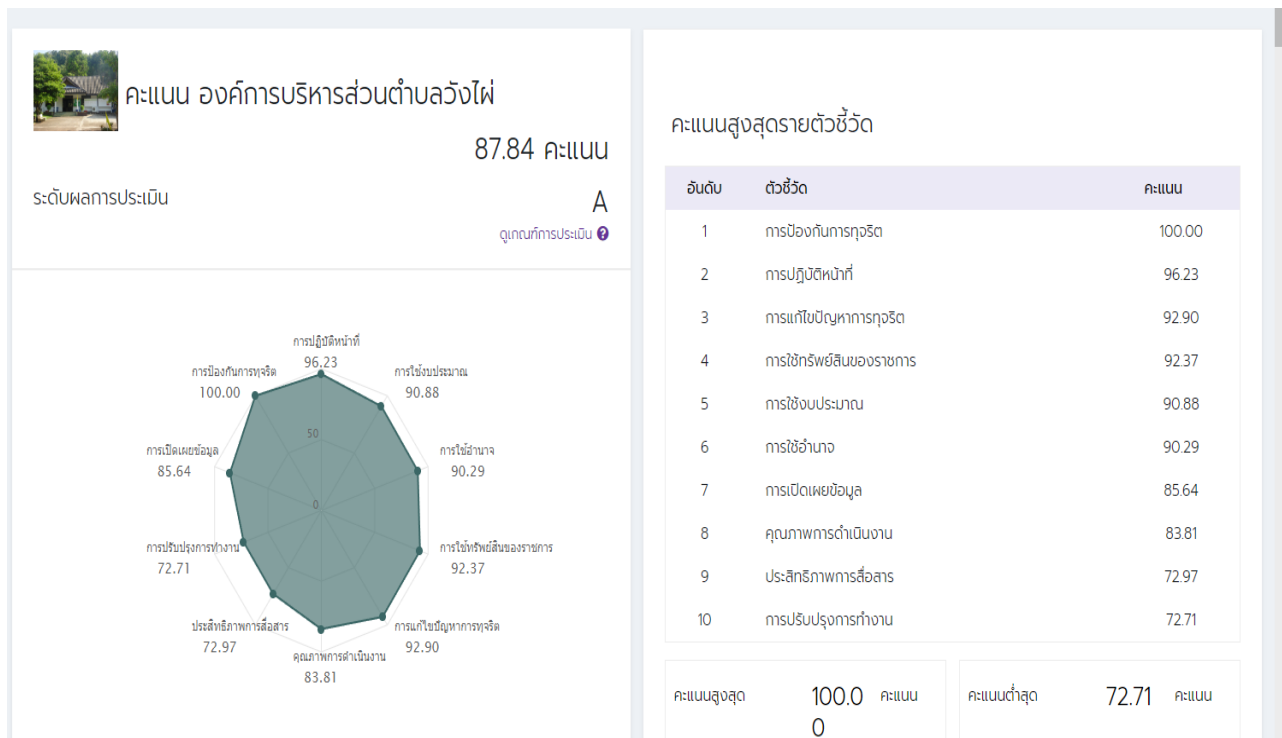 คะแนน องค์การบริหารส่วนตำบลวังไผ่
87.84 คะแนน
ระดับผลการประเมิน
A
ดูเกณฑ์การประเมิน ?
การปฏิบัติหน้าที่
96.23
การใช้งบประมาณ
90.88
การใช้อำนาจ
90.29
การใช้ทรัพย์สินของราชการ
92.37
การแก้ไขปัญหาการทุจริต
92.90
คุณภาพการดำเนินงาน
83.81
ประสิทธิภาพการสื่อสาร
72.97
การปรับปรุงการทำงาน
72.71
การเปิดเผยข้อมูล
85.64
การป้องกันการทุจริต
100.00
50
0
คะแนนสูงสุดรายตัวชี้วัด
อันดับ ตัวชี้วัด คะแนน
1 การป้องกันการทุจริต 100.00
2 การปฏิบัติหน้าที่ 96.23
3 การแก้ไขปัญหาการทุจริต 92.90
4 การใช้ทรัพย์สินของราชการ 92.37
5 การใช้งบประมาณ 90.88
6 การใช้อำนาจ 90.29
7 การเปิดเผยข้อมูล 85.64
8 คุณภาพการดำเนินงาน 83.81
9 ประสิทธิภาพการสื่อสาร 72.97
10 การปรับปรุงการทำงาน 72.71
คะแนนสูงสุด 100.0 คะแนน
0
คะแนนต่ำสุด 72.71 คะแนน